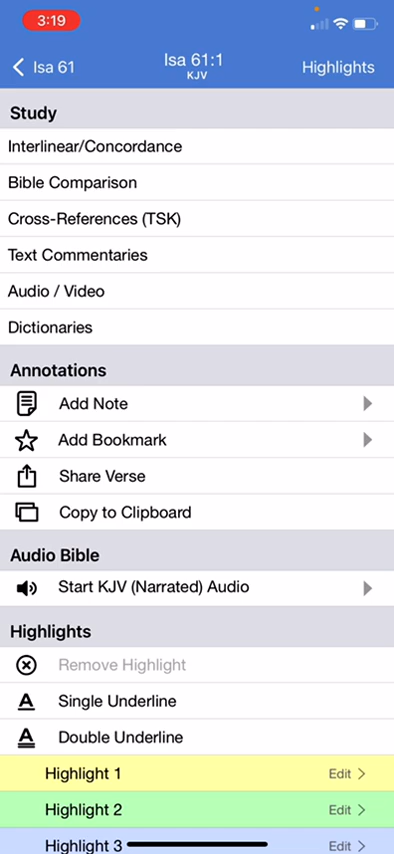 3:19
Isa 61
Isa 61:1
KJV
Highlights
Study
Interlinear/Concordance
Bible Comparison
Cross-References (TSK)
Text Commentaries
Audio / Video
Dictionaries
Annotations
Add Note
Add Bookmark
Share Verse
Copy to Clipboard
Audio Bible
Start KJV (Narrated) Audio
Highlights
Remove Highlight
A Single Underline
A Double Underline
Highlight 1 Edit
Highlight 2 Edit
Highlight 3 Edit